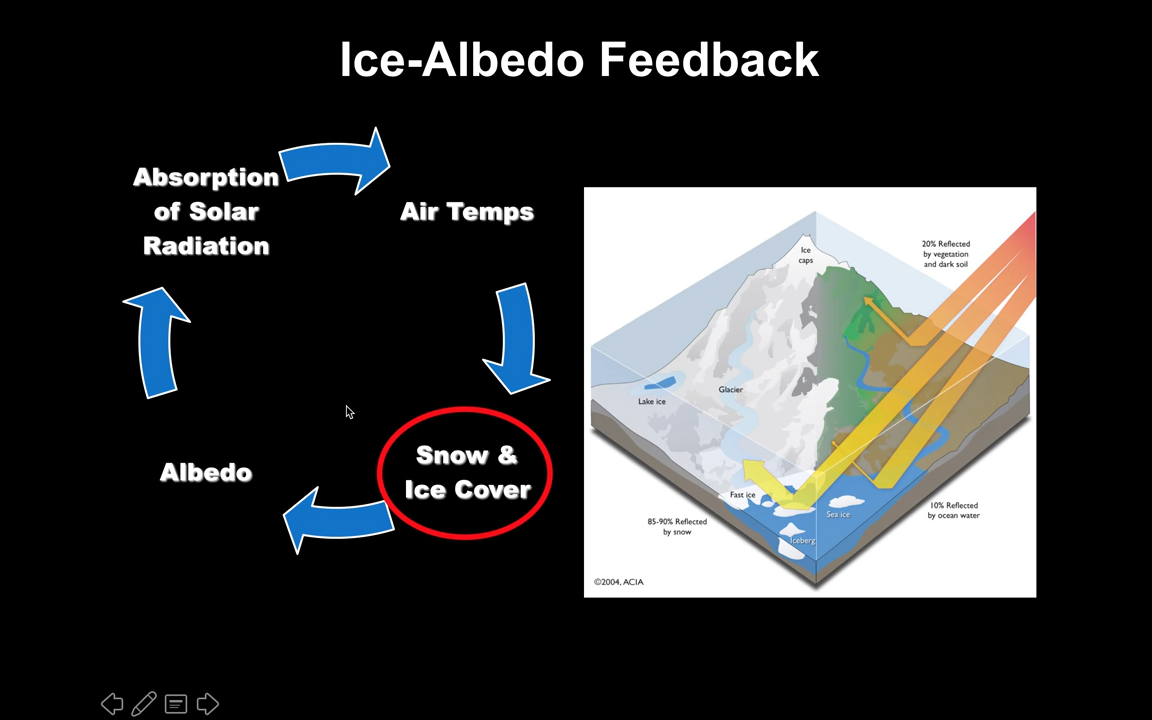 Ice-Albedo Feedback
Absorption
of Solar
Radiation
Air Temps
Snow &
Ice Cover
Albedo
Ice
caps
20% Reflected
by vegetation
and dark soil
Glacier
Lake ice
Fast ice
Sea ice
10% Reflected
by ocean water
85-90% Reflected
by snow
Iceberg
©2004, ACIA